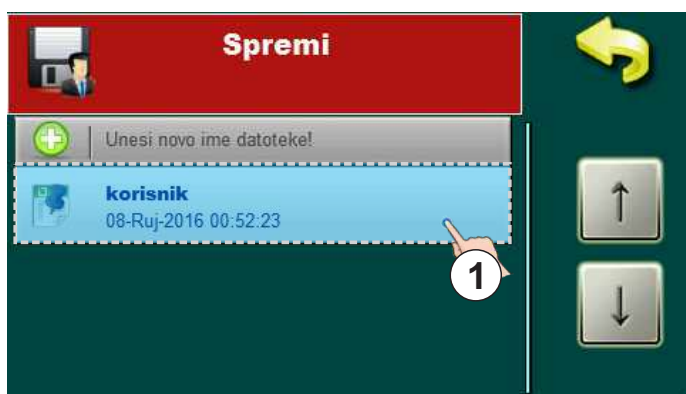 Spremi
Unesi novo ime datoteke!
korisnik
08-Ruj-2016 00:52:23
1